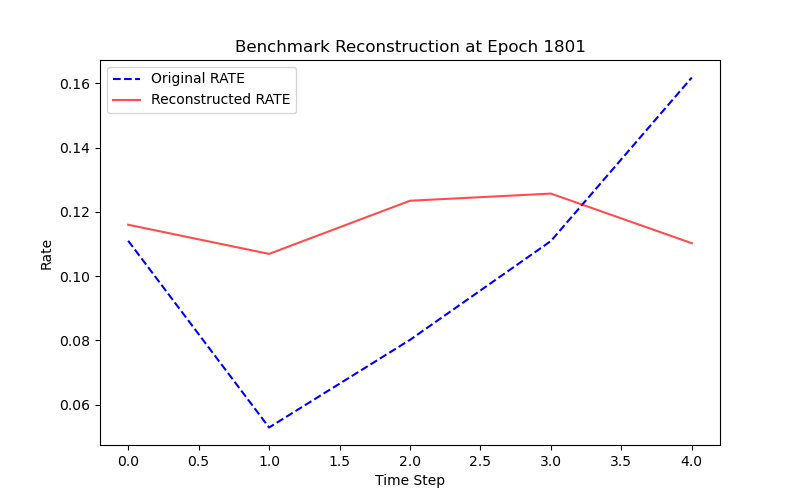 Benchmark Reconstruction at Epoch 1801
Original RATE
Reconstructed RATE
0.16
0.14
0.12
0.10
0.08
0.06
Rate
0.0 0.5 1.0 1.5 2.0 2.5 3.0 3.5 4.0
Time Step